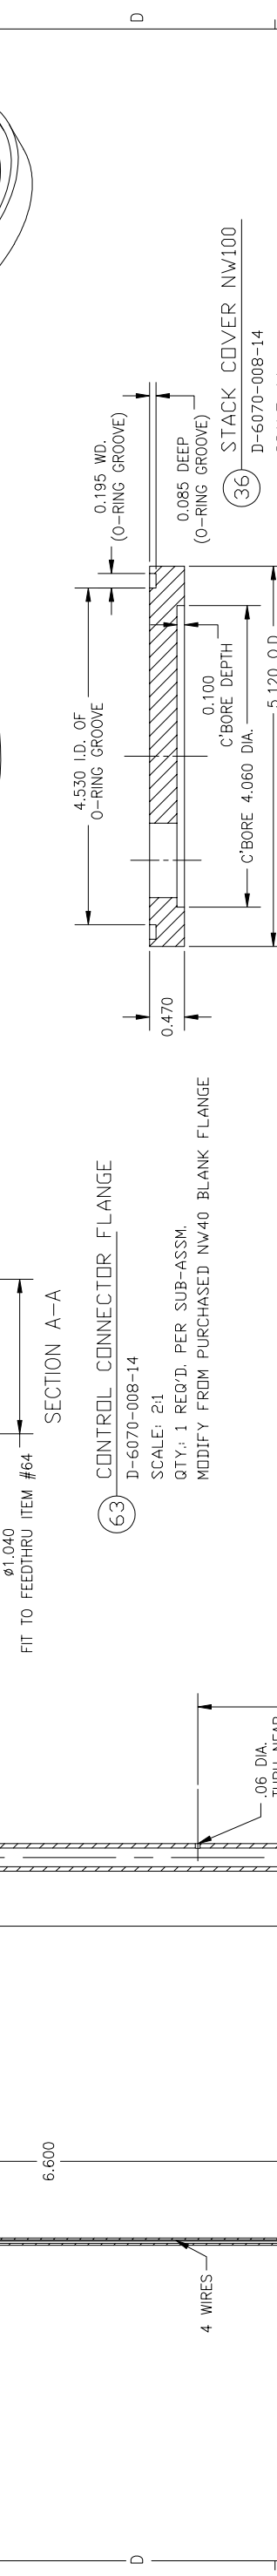 D
0.195 WD.
(O-RING GROOVE)
4.530 I.D. OF
O-RING GROOVE
0.085 DEEP
(O-RING GROOVE)
0.100
C'BORE DEPTH
C'BORE 4.060 DIA.
5.120 O.D.
0.470
36 STACK COVER NW100
D-6070-008-14
SECTION A-A
ø1.040
FIT TO FEEDTHRU ITEM #64
63 CONTROL CONNECTOR FLANGE
D-6070-008-14
SCALE: 2:1
QTY.: 1 REQ'D. PER SUB-ASSM.
MODIFY FROM PURCHASED NW40 BLANK FLANGE
.06 DIA.
THRU NEAR
6.600
4 WIRES
D